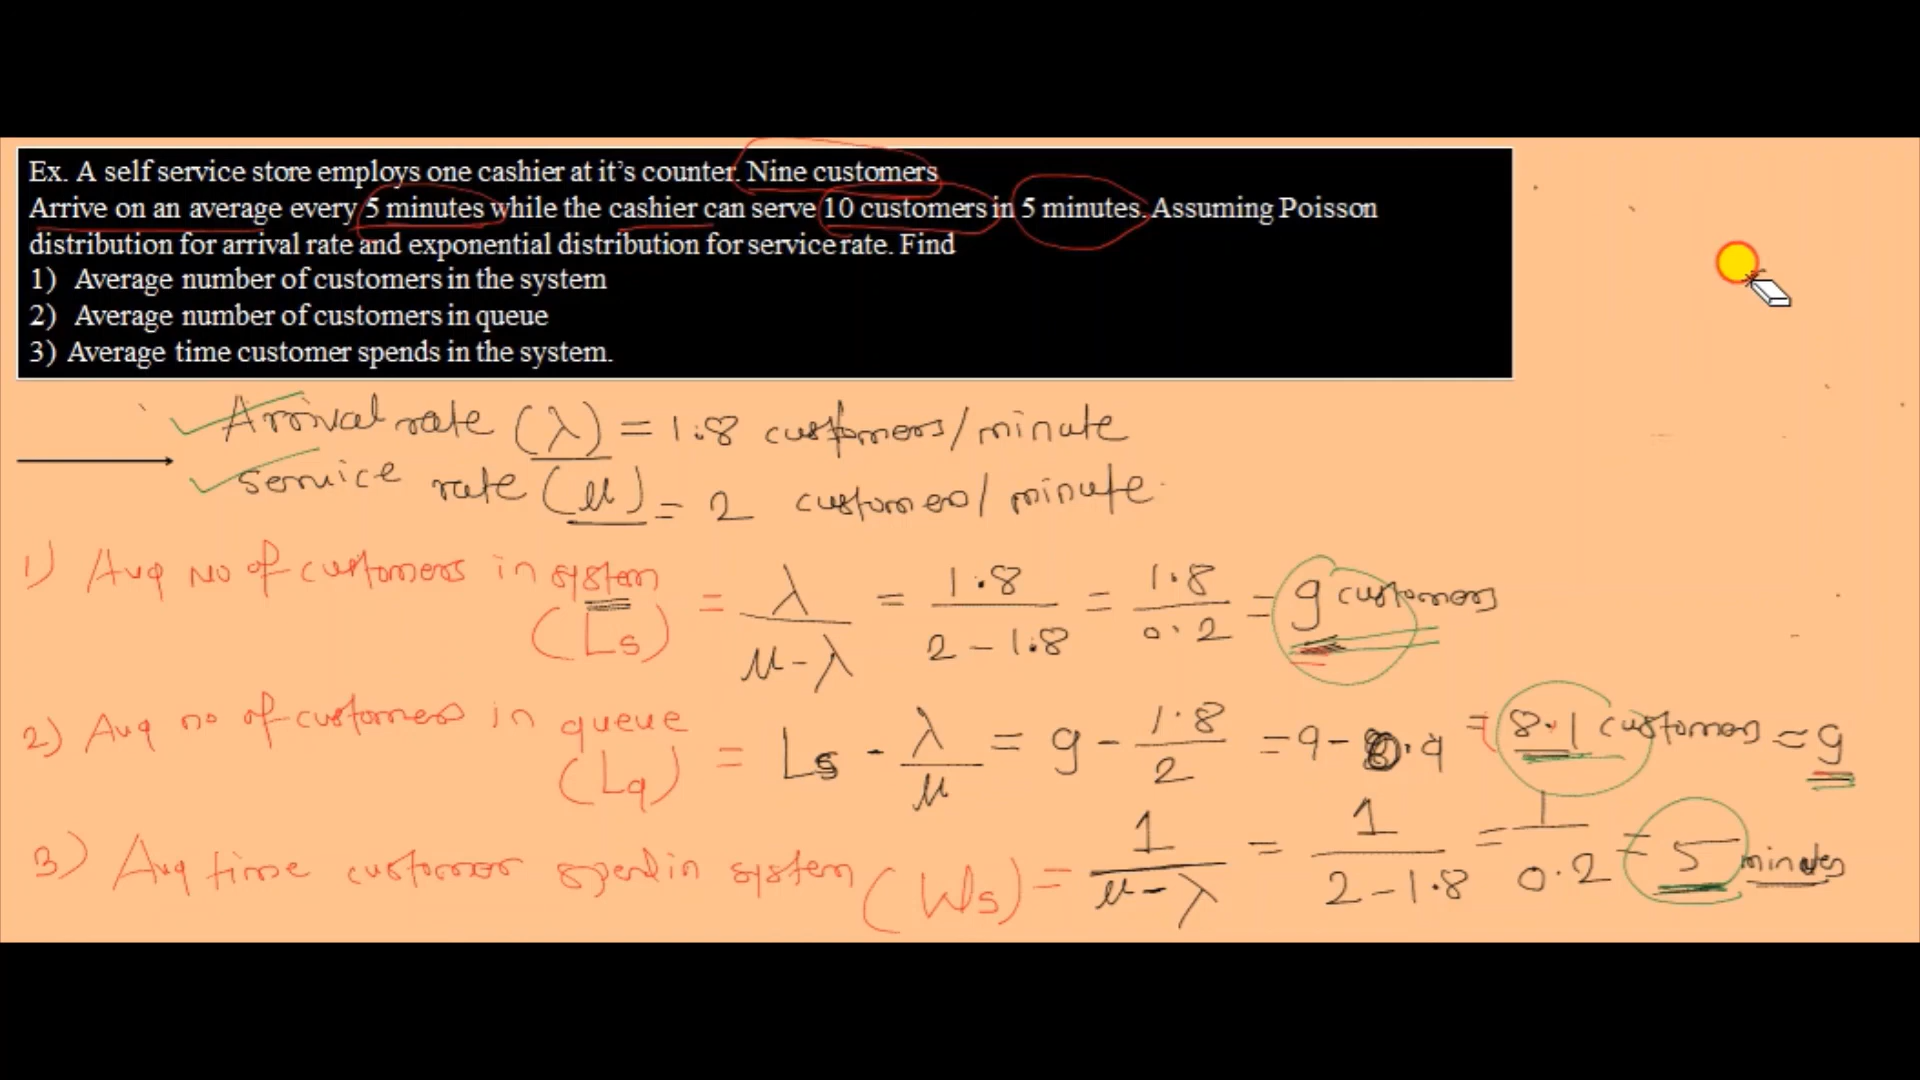 Ex. A self service store employs one cashier at it's counter. Nine customers
Arrive on an average every 5 minutes while the cashier can serve 10 customers in 5 minutes. Assuming Poisson
distribution for arrival rate and exponential distribution for service rate. Find
1) Average number of customers in the system
2) Average number of customers in queue
3) Average time customer spends in the system.
Arrival rate (λ) = 1.8 customers/minute
Service rate (μ) = 2 customer/minute.
1) Avg No of customers in system (Ls) = λ/(μ-λ) = 1.8/(2-1.8) = 1.8/0.2 = 9 customers
2) Avg no of customers in queue (Lq) = Ls - λ/μ = 9 - 1.8/2 = 9 - 0.9 = 8.1 customers = 9
3) Avg time customer spend in system (Ws) = 1/(μ-λ) = 1/(2-1.8) = 1/0.2 = 5 minutes